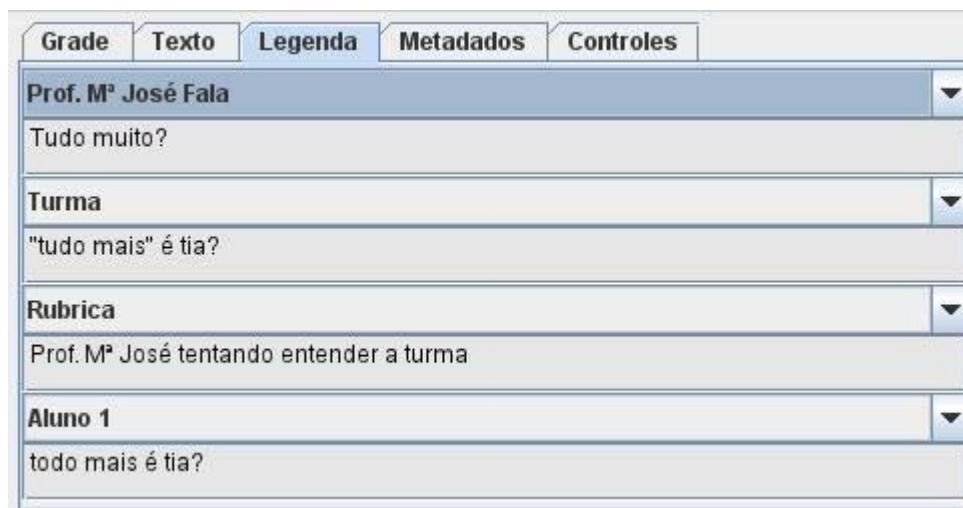 Grade Texto Legenda Metadados Controles
Prof. Mª José Fala
Tudo muito?
Turma
"tudo mais" é tia?
Rubrica
Prof. Mª José tentando entender a turma
Aluno 1
todo mais é tia?